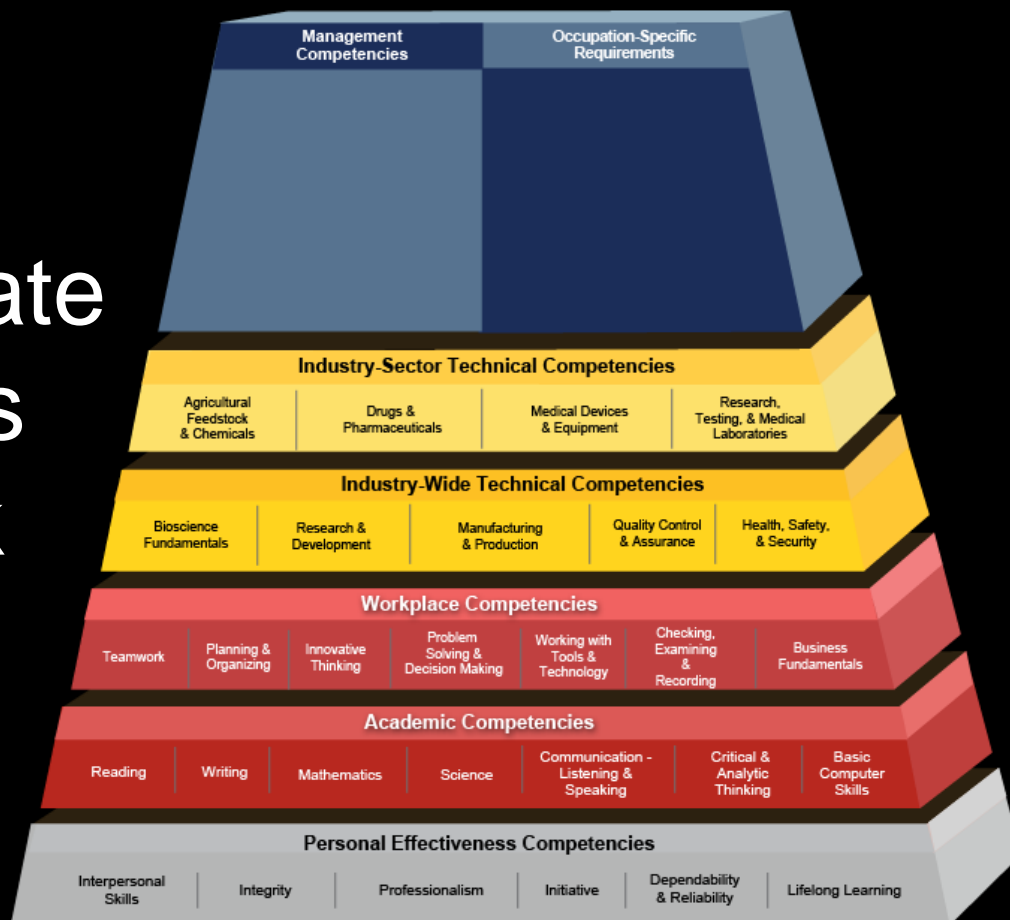 Management
Competencies
Occupation-Specific
Requirements
ate
s
Industry-Sector Technical Competencies
Agricultural
Feedstock
& Chemicals
Drugs &
Pharmaceuticals
Medical Devices
& Equipment
Research,
Testing, & Medical
Laboratories
Industry-Wide Technical Competencies
Bioscience
Fundamentals
Research &
Development
Manufacturing
& Production
Quality Control
& Assurance
Health, Safety,
& Security
Workplace Competencies
Teamwork
Planning &
Organizing
Innovative
Thinking
Problem
Solving &
Decision Making
Working with
Tools &
Technology
Checking,
Examining
&
Recording
Business
Fundamentals
Academic Competencies
Reading
Writing
Mathematics
Science
Communication -
Listening &
Speaking
Critical &
Analytic
Thinking
Basic
Computer
Skills
Personal Effectiveness Competencies
Interpersonal
Skills
Integrity
Professionalism
Initiative
Dependability
& Reliability
Lifelong Learning